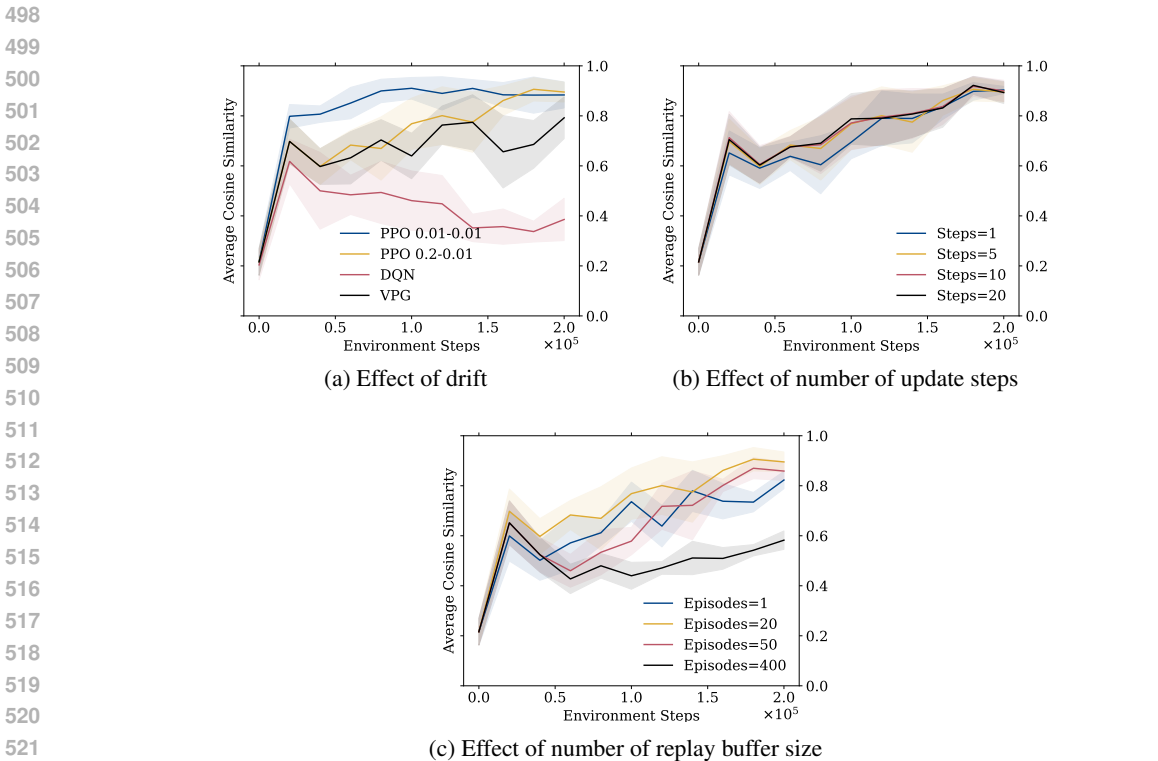 498
499
500
501
502
503
504
505
506
507
508
509
510
511
512
513
514
515
516
517
518
519
520
521
Average Cosine Similarity
1.0
0.8
0.6
0.4
0.2
0.0
PPO 0.01-0.01
PPO 0.2-0.01
DQN
VPG
0.0 0.5 1.0 1.5 2.0
Environment Steps ×10⁵
(a) Effect of drift
Average Cosine Similarity
1.0
0.8
0.6
0.4
0.2
0.0
Steps=1
Steps=5
Steps=10
Steps=20
0.0 0.5 1.0 1.5 2.0
Environment Steps ×10⁵
(b) Effect of number of update steps
Average Cosine Similarity
1.0
0.8
0.6
0.4
0.2
0.0
Episodes=1
Episodes=20
Episodes=50
Episodes=400
0.0 0.5 1.0 1.5 2.0
Environment Steps ×10⁵
(c) Effect of number of replay buffer size